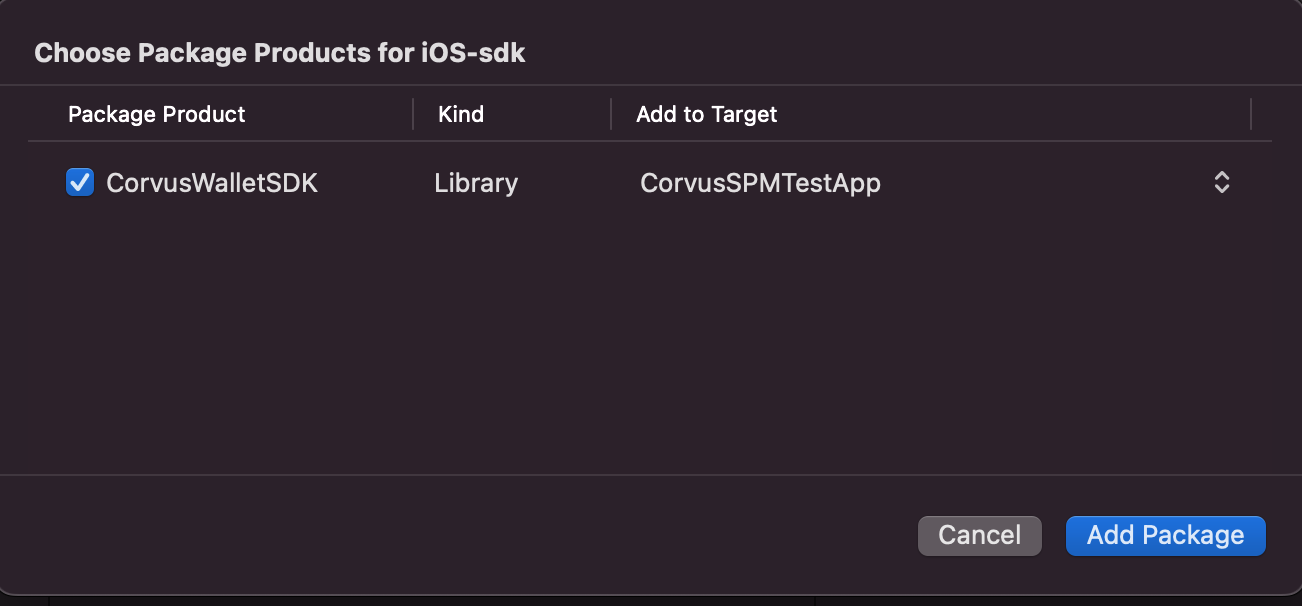 Choose Package Products for iOS-sdk
Package Product Kind Add to Target
CorvusWalletSDK Library CorvusSPMTestApp
Cancel Add Package